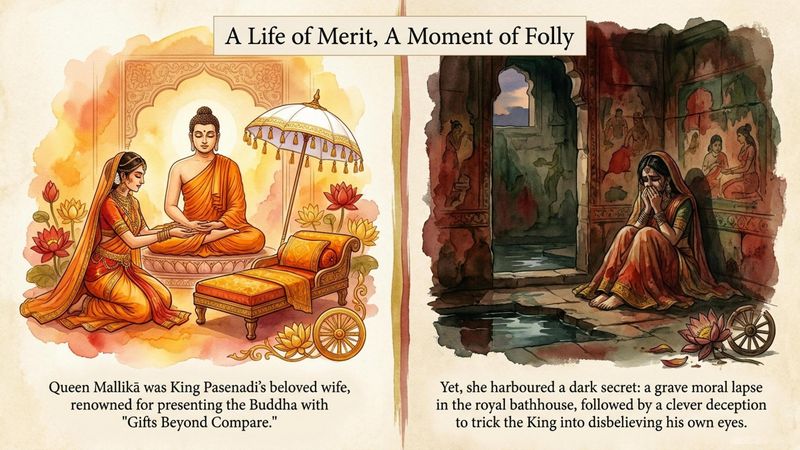 A Life of Merit, A Moment of Folly
Queen Mallikā was King Pasenadi's beloved wife,
renowned for presenting the Buddha with
"Gifts Beyond Compare."
Yet, she harboured a dark secret: a grave moral lapse
in the royal bathhouse, followed by a clever deception
to trick the King into disbelieving his own eyes.